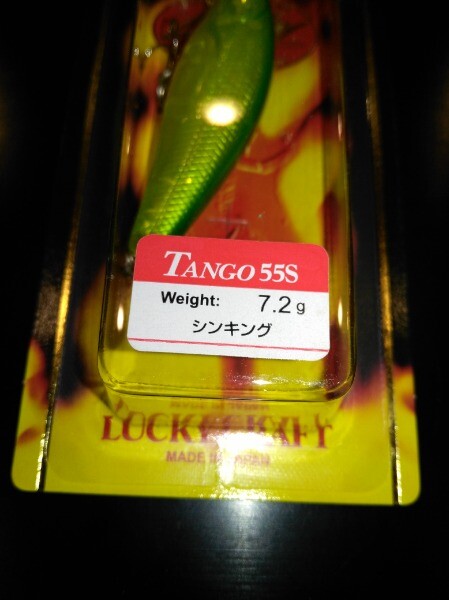 TANGO 55S
Weight: 7.2g
シンキング
LUCKY CRAFT
MADE IN JAPAN